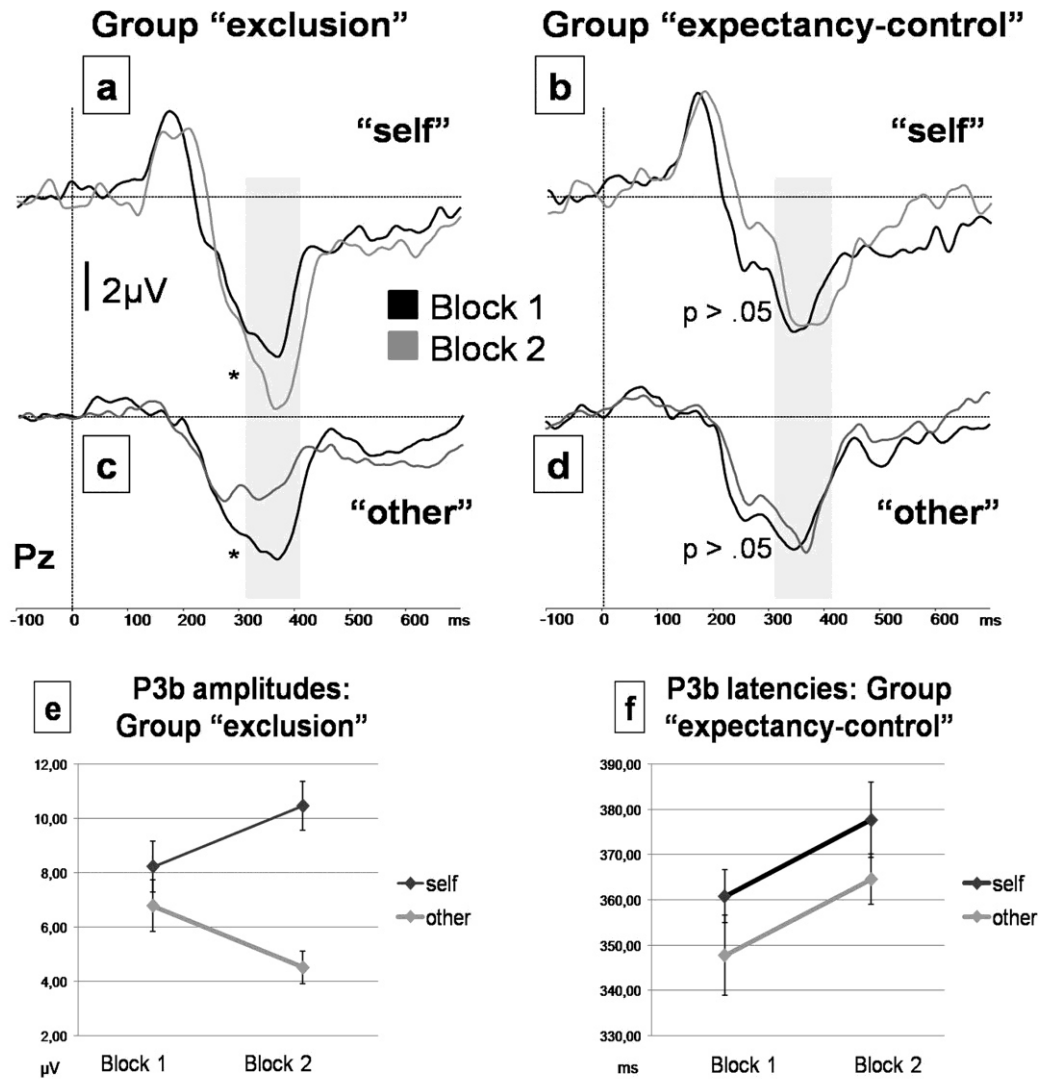 Group “exclusion”
Group “expectancy-control”
a
b
“self”
“self”
2µV
Block 1
Block 2
p > .05
*
c
d
“other”
“other”
Pz
*
p > .05
-100 0 100 200 300 400 500 600 ms
-100 0 100 200 300 400 500 600 ms
e
P3b amplitudes:
Group “exclusion”
12,00
10,00
8,00
6,00
4,00
2,00
µV
Block 1
Block 2
self
other
f
P3b latencies: Group
“expectancy-control”
390,00
380,00
370,00
360,00
350,00
340,00
330,00
ms
Block 1
Block 2
self
other